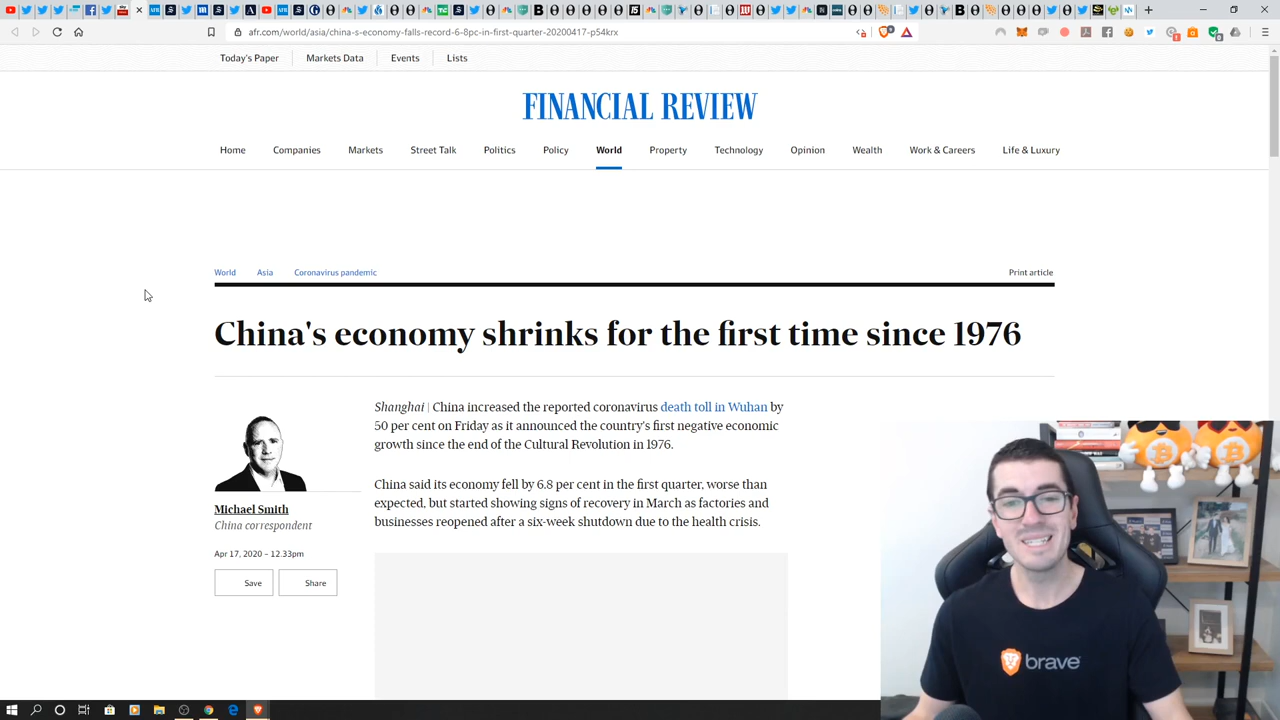 afr.com/world/asia/china-s-economy-falls-record-6-8pc-in-first-quarter-20200417-p54krx
Today's Paper
Markets Data
Events
Lists
FINANCIAL REVIEW
Home
Companies
Markets
Street Talk
Politics
Policy
World
Property
Technology
Opinion
Wealth
Work & Careers
Life & Luxury
World
Asia
Coronavirus pandemic
Print article
China's economy shrinks for the first time since 1976
Shanghai | China increased the reported coronavirus death toll in Wuhan by
50 per cent on Friday as it announced the country's first negative economic
growth since the end of the Cultural Revolution in 1976.
China said its economy fell by 6.8 per cent in the first quarter, worse than
expected, but started showing signs of recovery in March as factories and
businesses reopened after a six-week shutdown due to the health crisis.
Michael Smith
China correspondent
Apr 17, 2020 – 12.33pm
Save
Share
brave